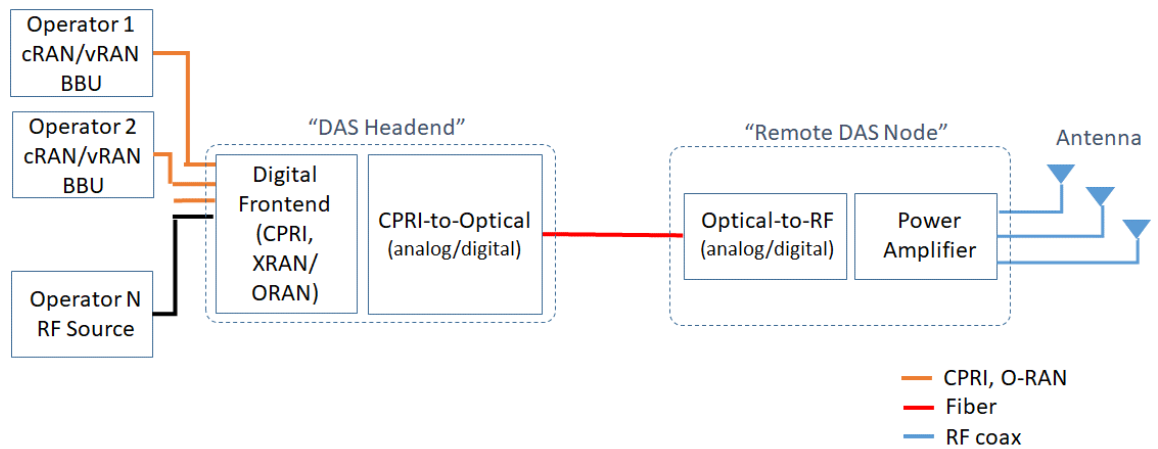 Operator 1
cRAN/vRAN
BBU
Operator 2
cRAN/vRAN
BBU
Operator N
RF Source
“DAS Headend”
Digital
Frontend
(CPRI,
XRAN/
ORAN)
CPRI-to-Optical
(analog/digital)
“Remote DAS Node”
Optical-to-RF
(analog/digital)
Power
Amplifier
Antenna
CPRI, O-RAN
Fiber
RF coax